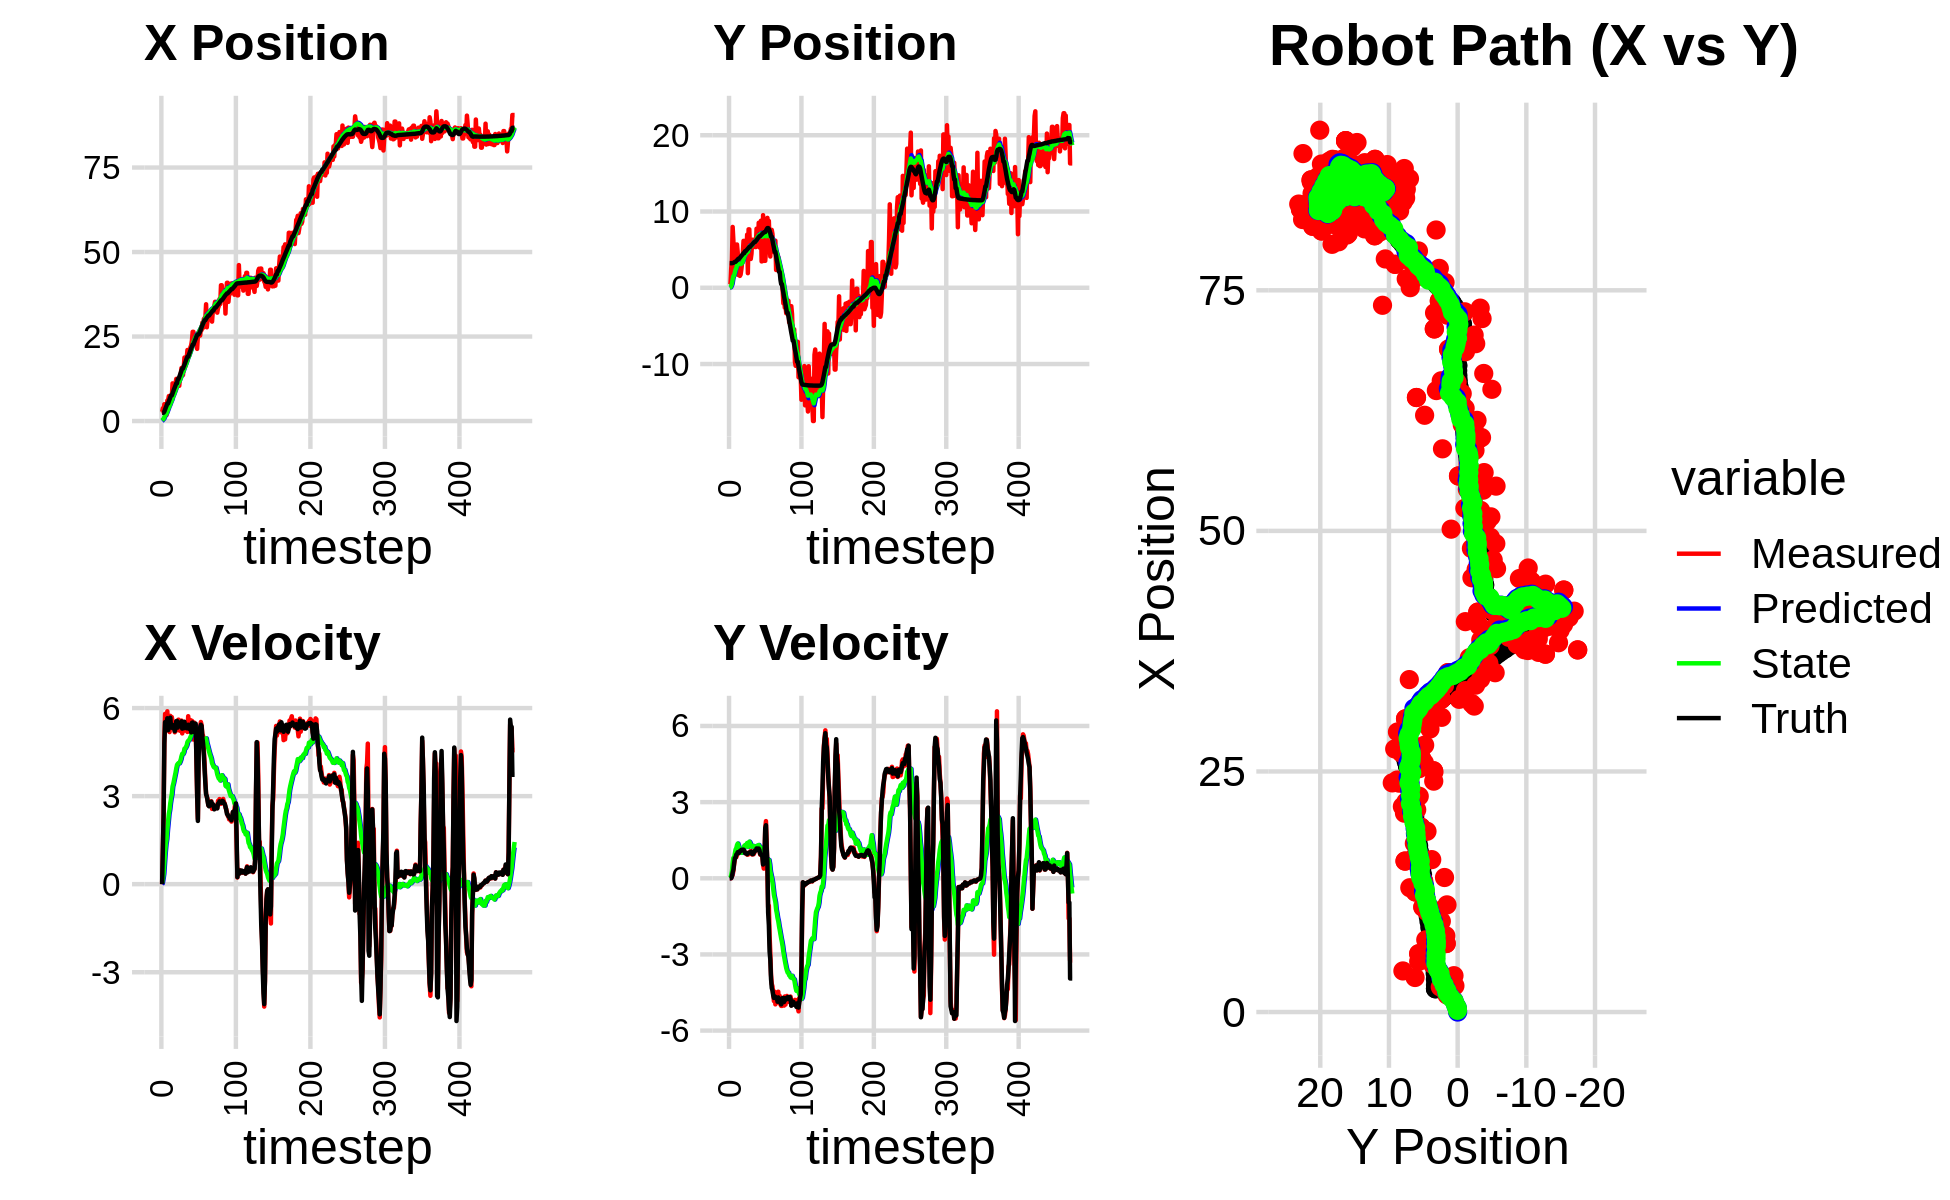 X Position
75
50
25
0
0
100
200
300
400
timestep
Y Position
20
10
0
-10
0
100
200
300
400
timestep
X Velocity
6
3
0
-3
0
100
200
300
400
timestep
Y Velocity
6
3
0
-3
-6
0
100
200
300
400
timestep
Robot Path (X vs Y)
X Position
75
50
25
0
20 10 0 -10 -20
Y Position
variable
Measured
Predicted
State
Truth